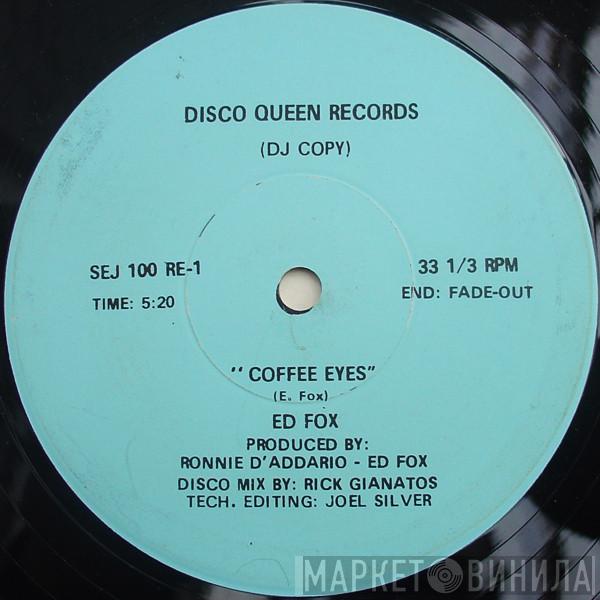 DISCO QUEEN RECORDS
(DJ COPY)
SEJ 100 RE-1
TIME: 5:20
33 1/3 RPM
END: FADE-OUT
"COFFEE EYES"
(E. Fox)
ED FOX
PRODUCED BY:
RONNIE D'ADDARIO - ED FOX
DISCO MIX BY: RICK GIANATOS
TECH. EDITING: JOEL SILVER
МАРКЕТ ВИНИЛА